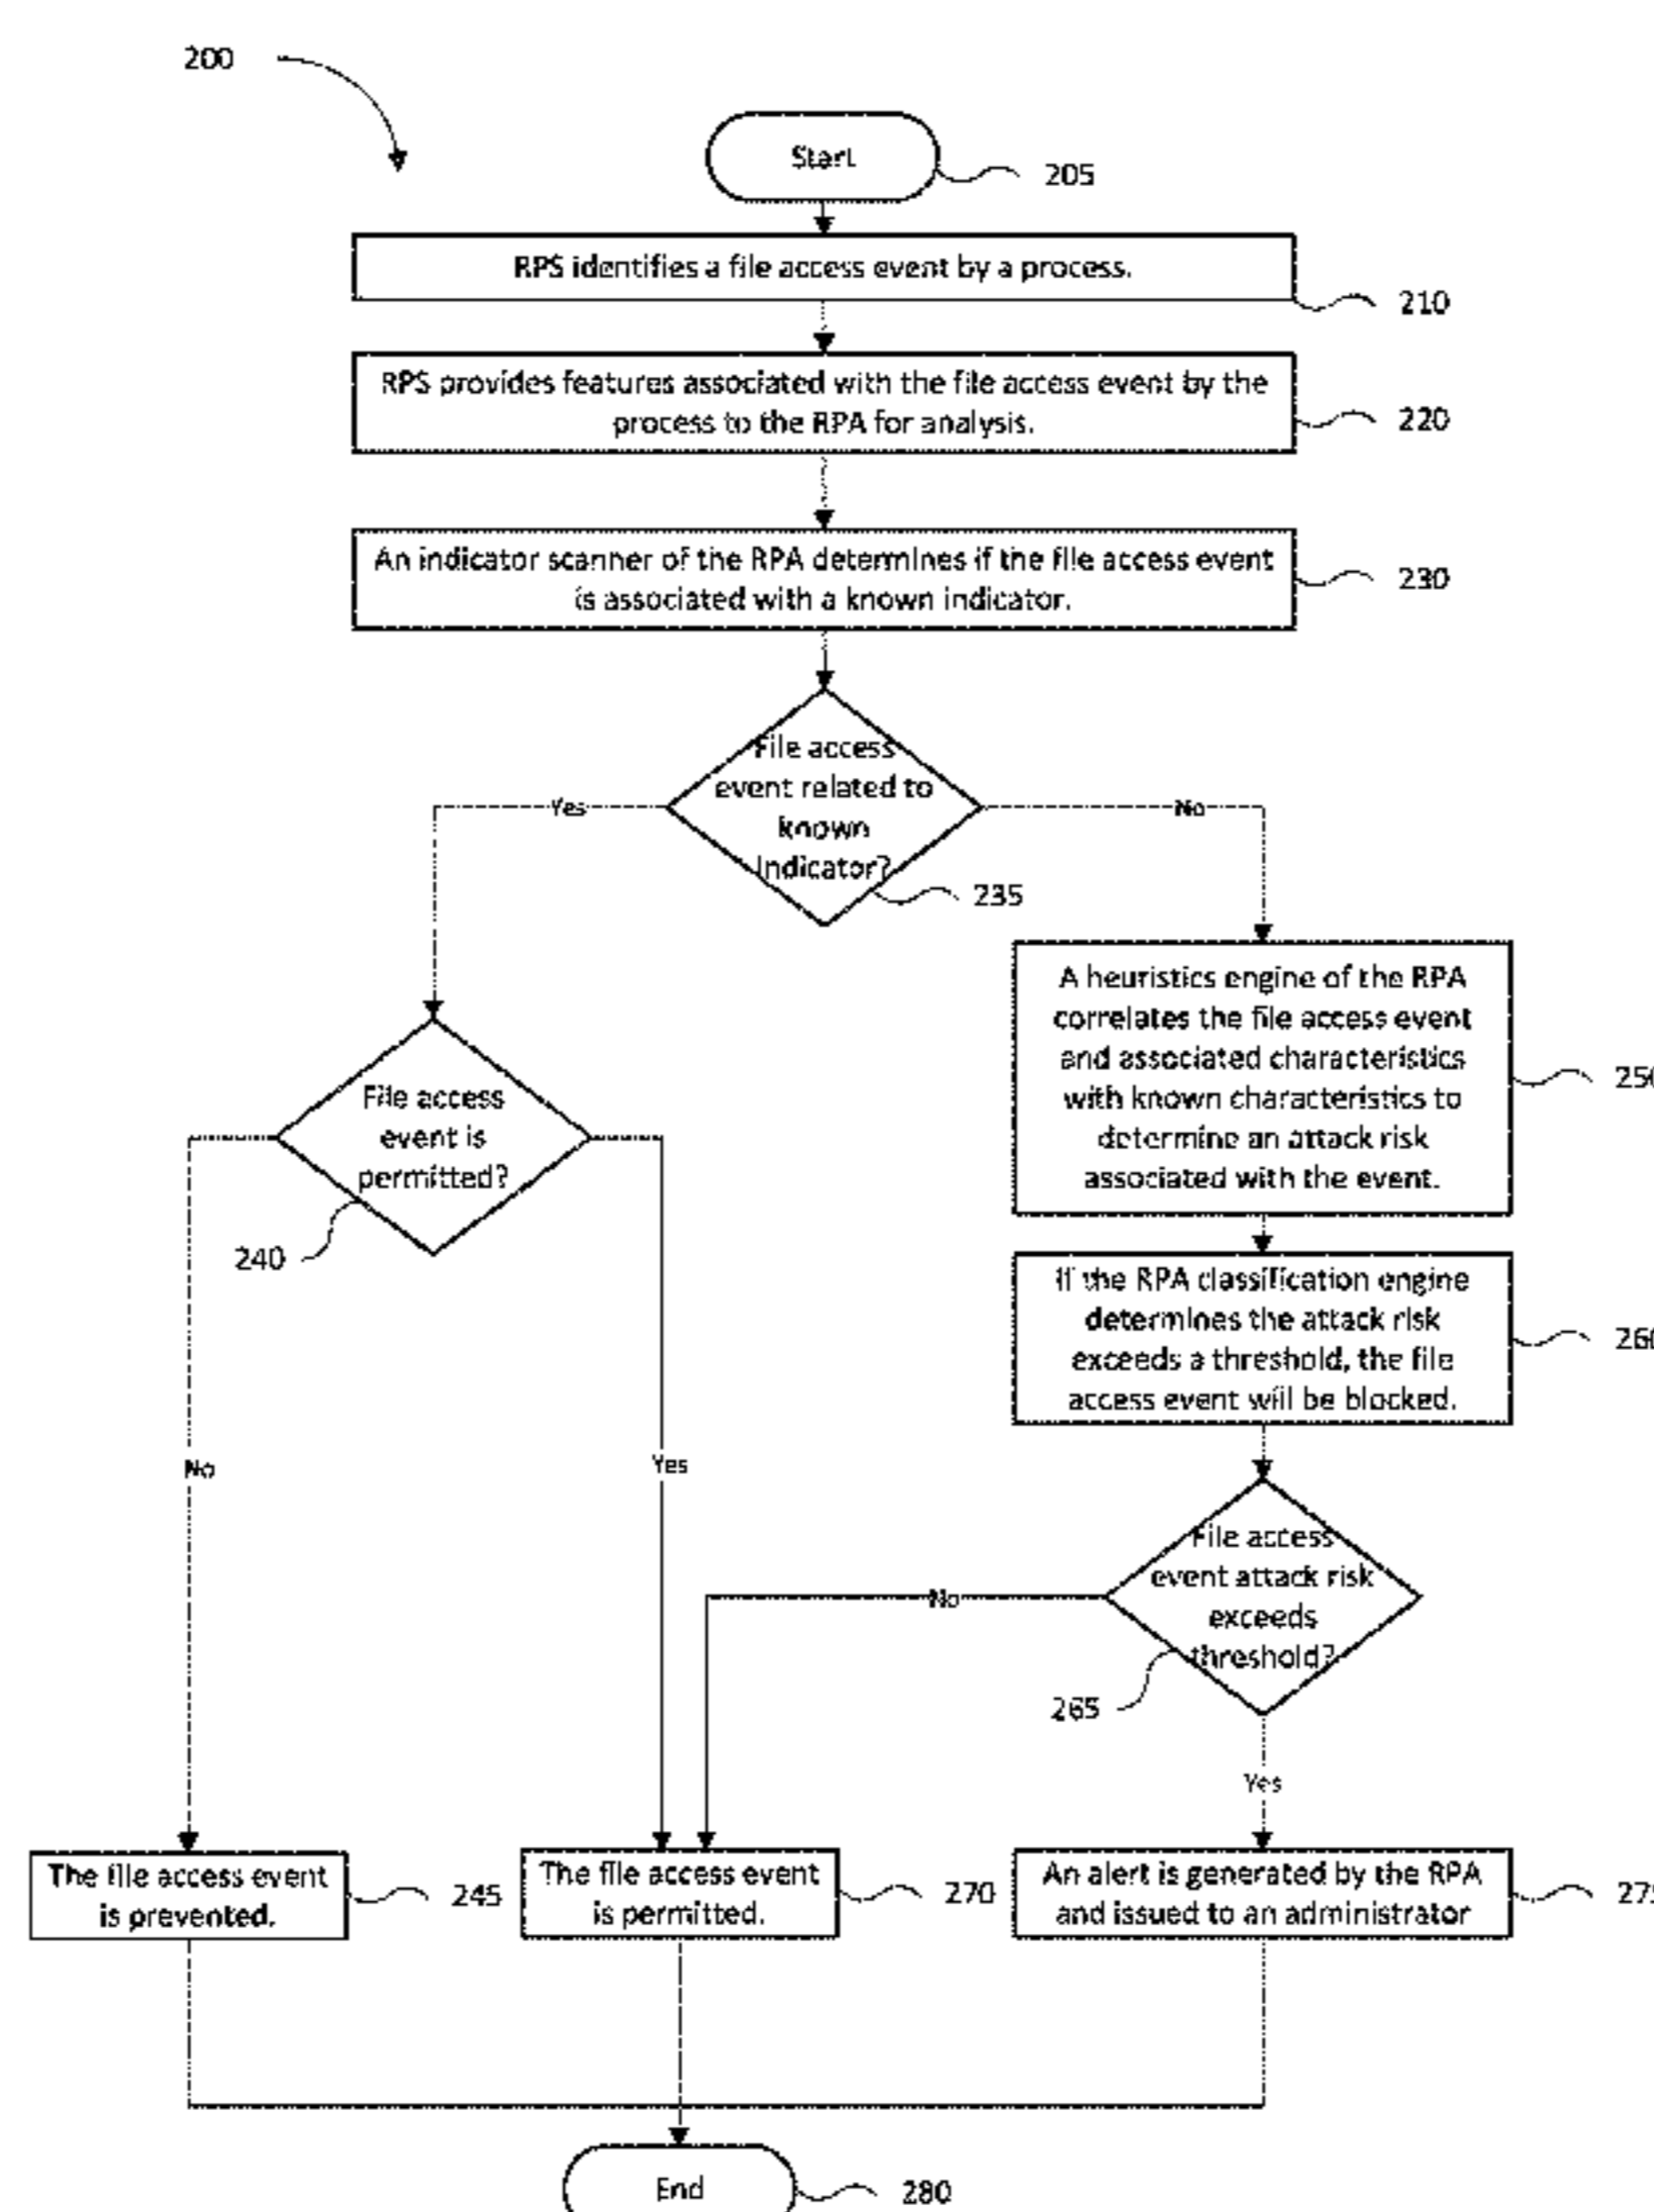 200
Start
205
RPS identifies a file access event by a process.
210
RPS provides features associated with the file access event by the
process to the RPA for analysis.
220
An indicator scanner of the RPA determines if the file access event
is associated with a known indicator.
230
File access
event related to
known
Indicator?
Yes
No
235
A heuristics engine of the RPA
correlates the file access event
and associated characteristics
with known characteristics to
determine an attack risk
associated with the event.
250
File access
event is
permitted?
240
If the RPA classification engine
determines the attack risk
exceeds a threshold, the file
access event will be blocked.
260
No
Yes
File access
event attack risk
exceeds
threshold?
No
265
Yes
The file access event
is prevented.
245
The file access event
is permitted.
270
An alert is generated by the RPA
and issued to an administrator
275
End
280